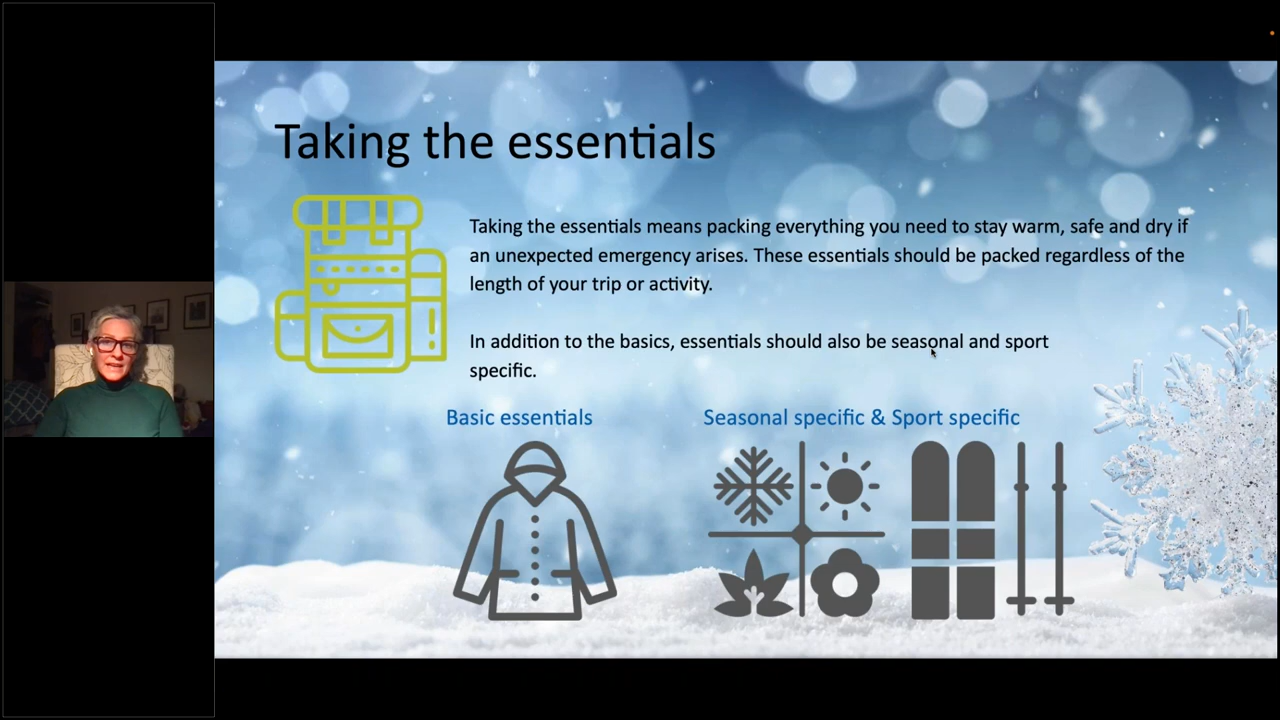 Taking the essentials
Taking the essentials means packing everything you need to stay warm, safe and dry if
an unexpected emergency arises. These essentials should be packed regardless of the
length of your trip or activity.
In addition to the basics, essentials should also be seasonal and sport
specific.
Basic essentials
Seasonal specific & Sport specific